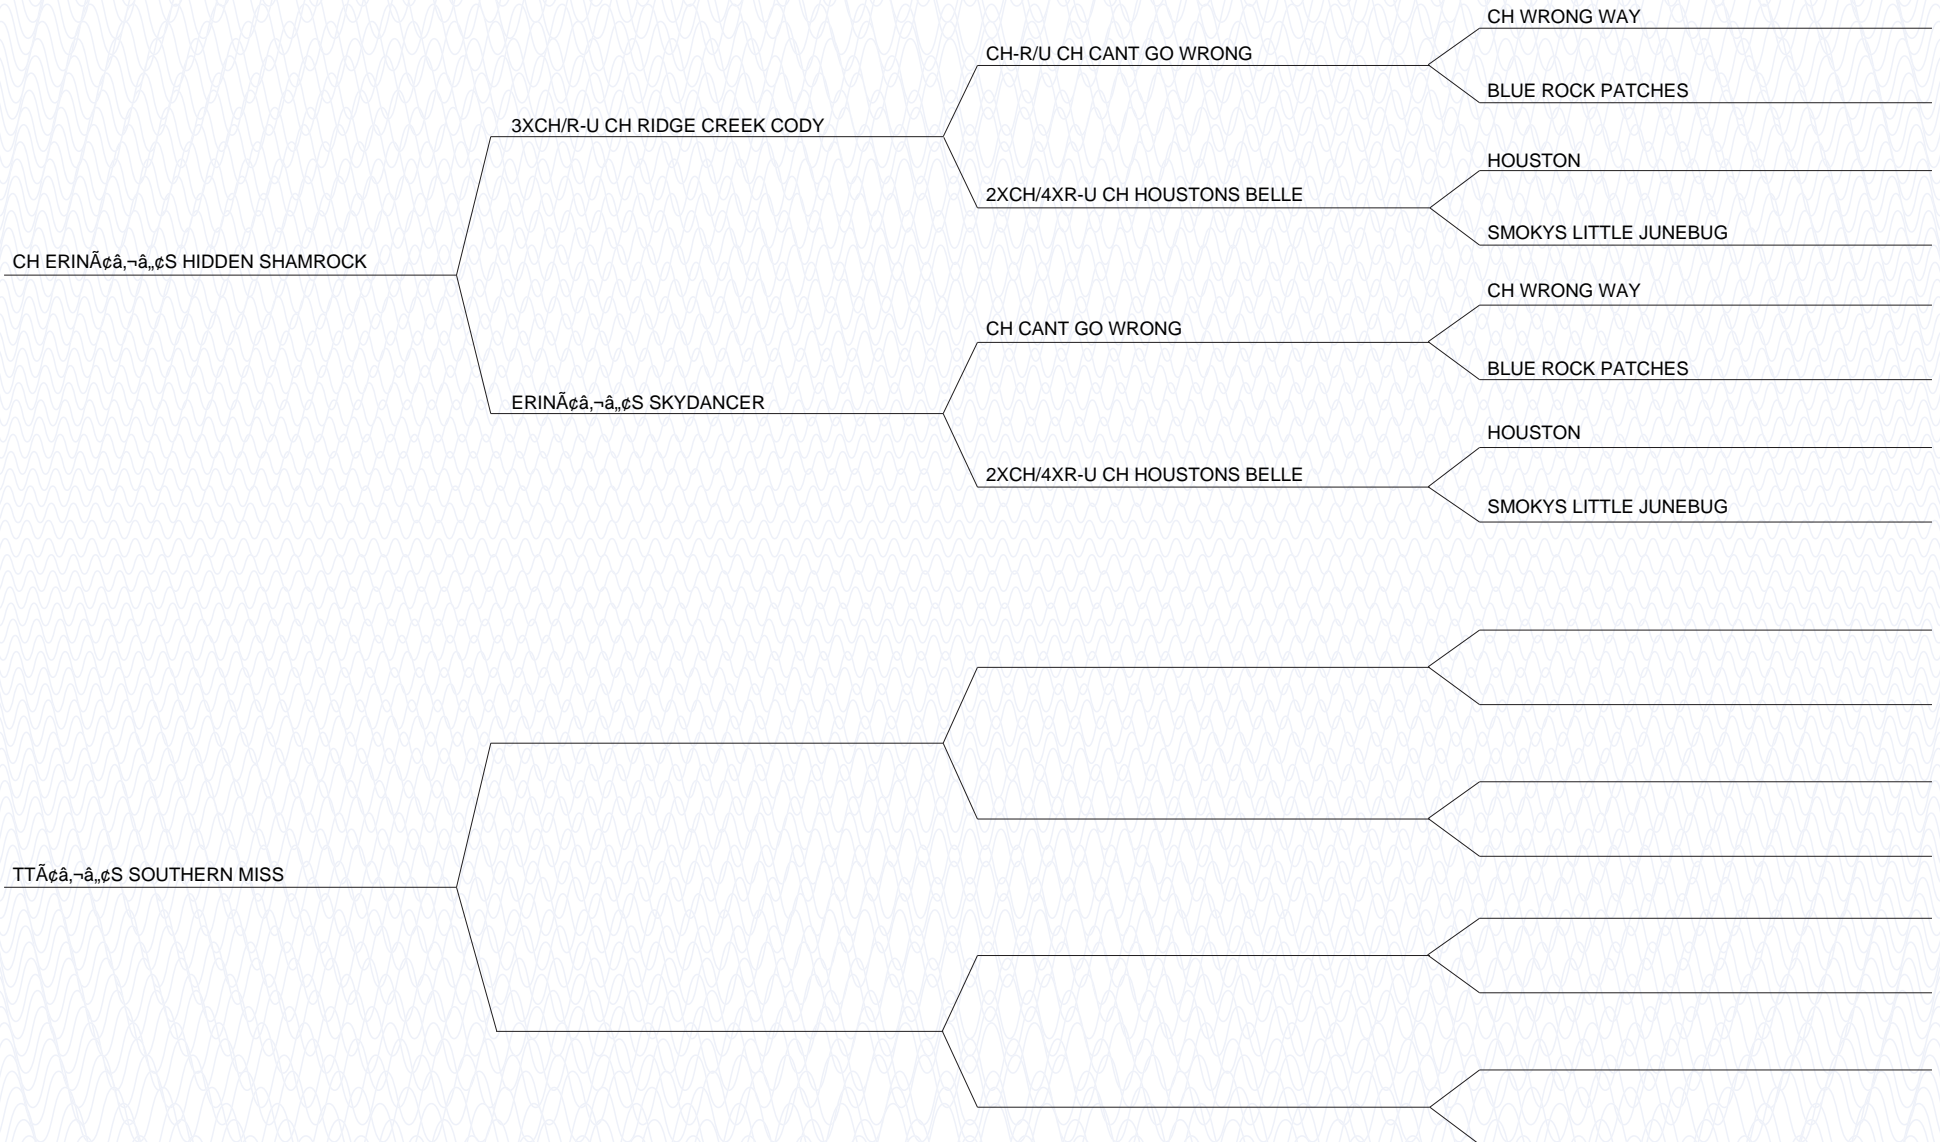 CH WRONG WAY
CH-R/U CH CANT GO WRONG
BLUE ROCK PATCHES
3XCH/R-U CH RIDGE CREEK CODY
HOUSTON
2XCH/4XR-U CH HOUSTONS BELLE
SMOKYS LITTLE JUNEBUG
CH ERINÃ¢â‚¬â„¢S HIDDEN SHAMROCK
CH WRONG WAY
CH CANT GO WRONG
BLUE ROCK PATCHES
ERINÃ¢â‚¬â„¢S SKYDANCER
HOUSTON
2XCH/4XR-U CH HOUSTONS BELLE
SMOKYS LITTLE JUNEBUG
TTÃ¢â‚¬â„¢S SOUTHERN MISS